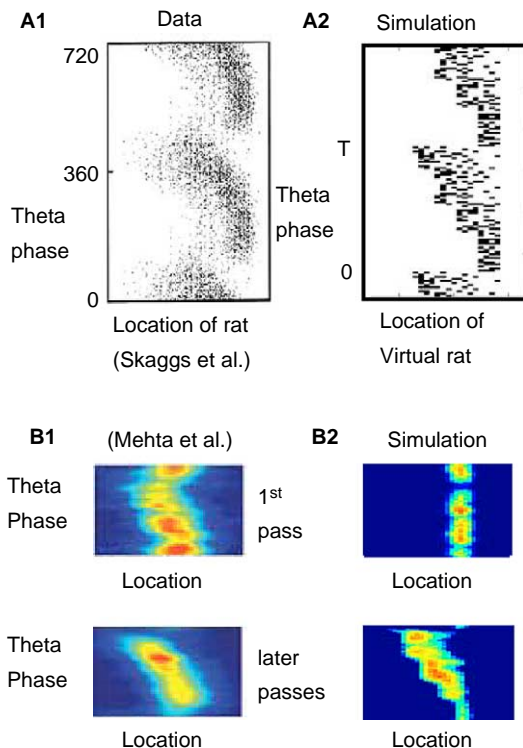 A1
Data
720
360
Theta
phase
0
Location of rat
(Skaggs et al.)
A2
Simulation
T
Theta
phase
0
Location of
Virtual rat
B1
(Mehta et al.)
Theta
Phase
Location
1st
pass
B2
Simulation
Location
Theta
Phase
Location
later
passes
Location